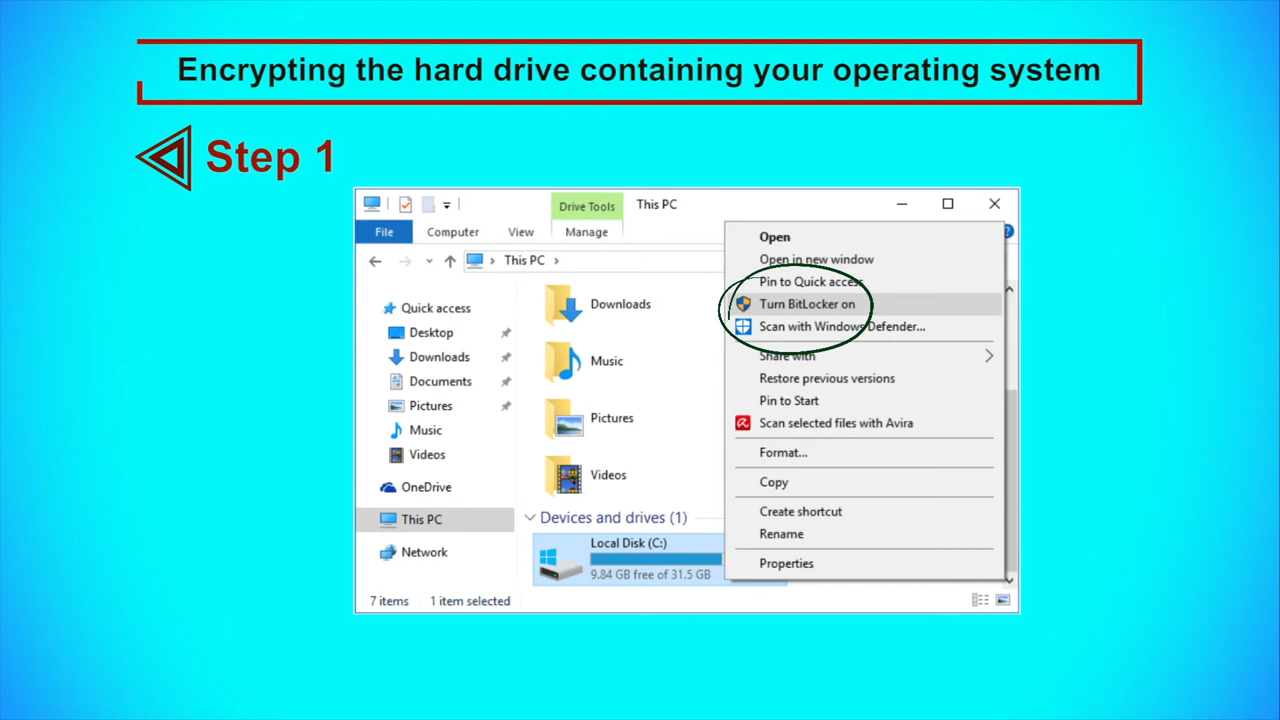 Encrypting the hard drive containing your operating system
Step 1
Drive Tools
This PC
File
Computer
View
Manage
This PC
Quick access
Desktop
Downloads
Documents
Pictures
Music
Videos
OneDrive
This PC
Network
Downloads
Music
Pictures
Videos
Devices and drives (1)
Local Disk (C:)
9.84 GB free of 31.5 GB
Open
Open in new window
Pin to Quick access
Turn BitLocker on
Scan with Windows Defender...
Share with
Restore previous versions
Pin to Start
Scan selected files with Avira
Format...
Copy
Create shortcut
Rename
Properties
7 items
1 item selected